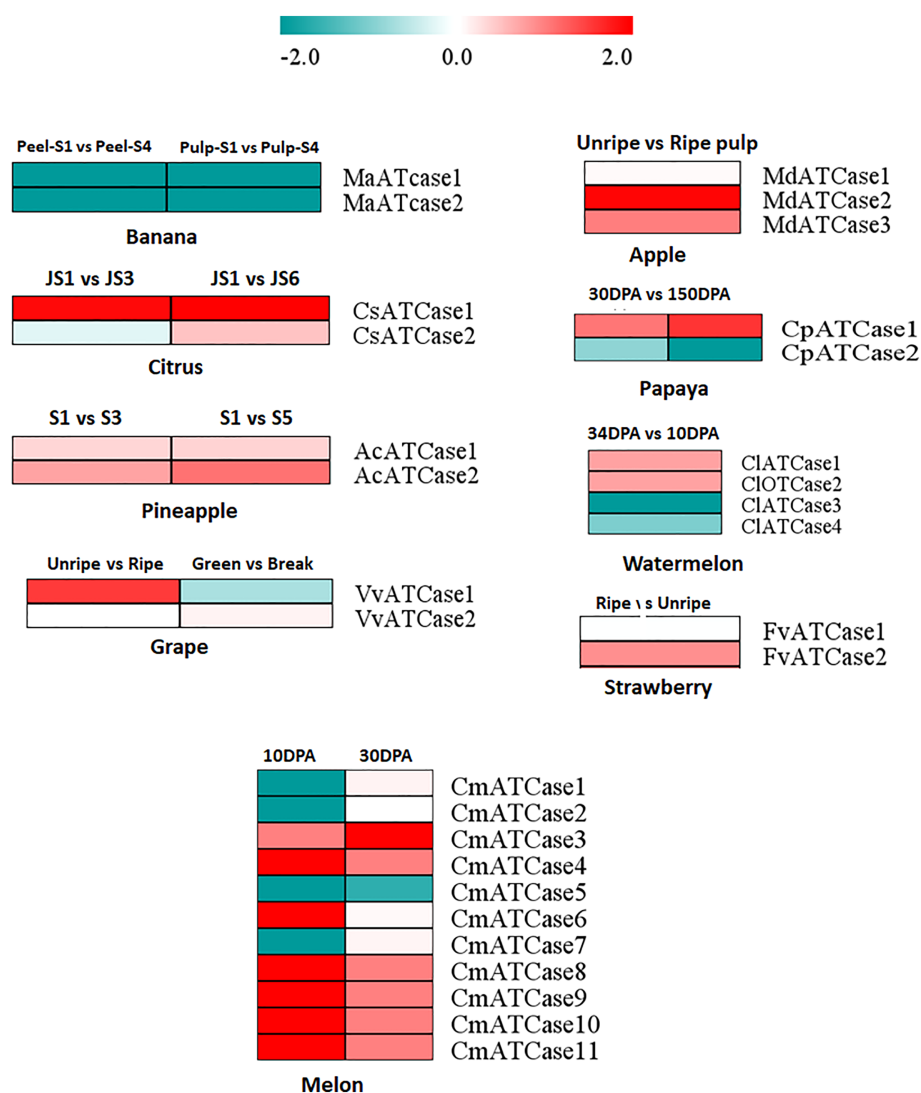 -2.0 0.0 2.0
Peel-S1 vs Peel-S4 Pulp-S1 vs Pulp-S4
MaATcase1
MaATcase2
Banana
Unripe vs Ripe pulp
MdATCase1
MdATCase2
MdATCase3
Apple
JS1 vs JS3 JS1 vs JS6
CsATCase1
CsATCase2
Citrus
30DPA vs 150DPA
CpATCase1
CpATCase2
Papaya
S1 vs S3 S1 vs S5
AcATCase1
AcATCase2
Pineapple
34DPA vs 10DPA
ClATCase1
ClOTCase2
ClATCase3
ClATCase4
Watermelon
Unripe vs Ripe Green vs Break
VvATCase1
VvATCase2
Grape
Ripe vs Unripe
FvATCase1
FvATCase2
Strawberry
10DPA 30DPA
CmATCase1
CmATCase2
CmATCase3
CmATCase4
CmATCase5
CmATCase6
CmATCase7
CmATCase8
CmATCase9
CmATCase10
CmATCase11
Melon